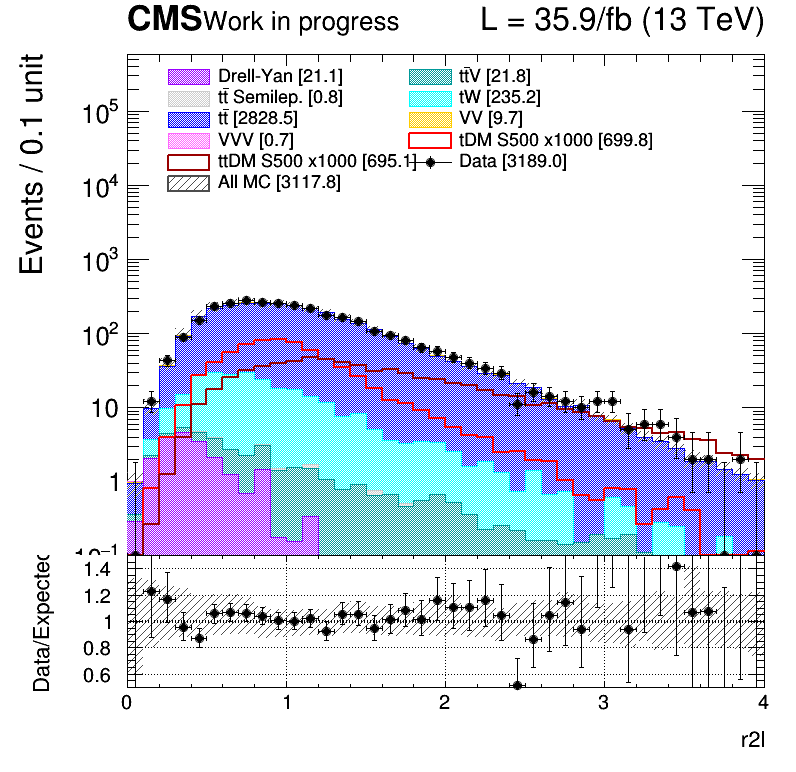 CMS Work in progress L = 35.9/fb (13 TeV)
Events / 0.1 unit
Drell-Yan [21.1] tt̄V [21.8]
tt̄ Semilep. [0.8] tW [235.2]
tt̄ [2828.5] VV [9.7]
VVV [0.7] tDM S500 x1000 [699.8]
ttDM S500 x1000 [695.1] Data [3189.0]
All MC [3117.8]
10⁵
10⁴
10³
10²
10
1
10⁻¹
Data/Expected
1.4
1.2
1
0.8
0.6
0 1 2 3 4
r2l